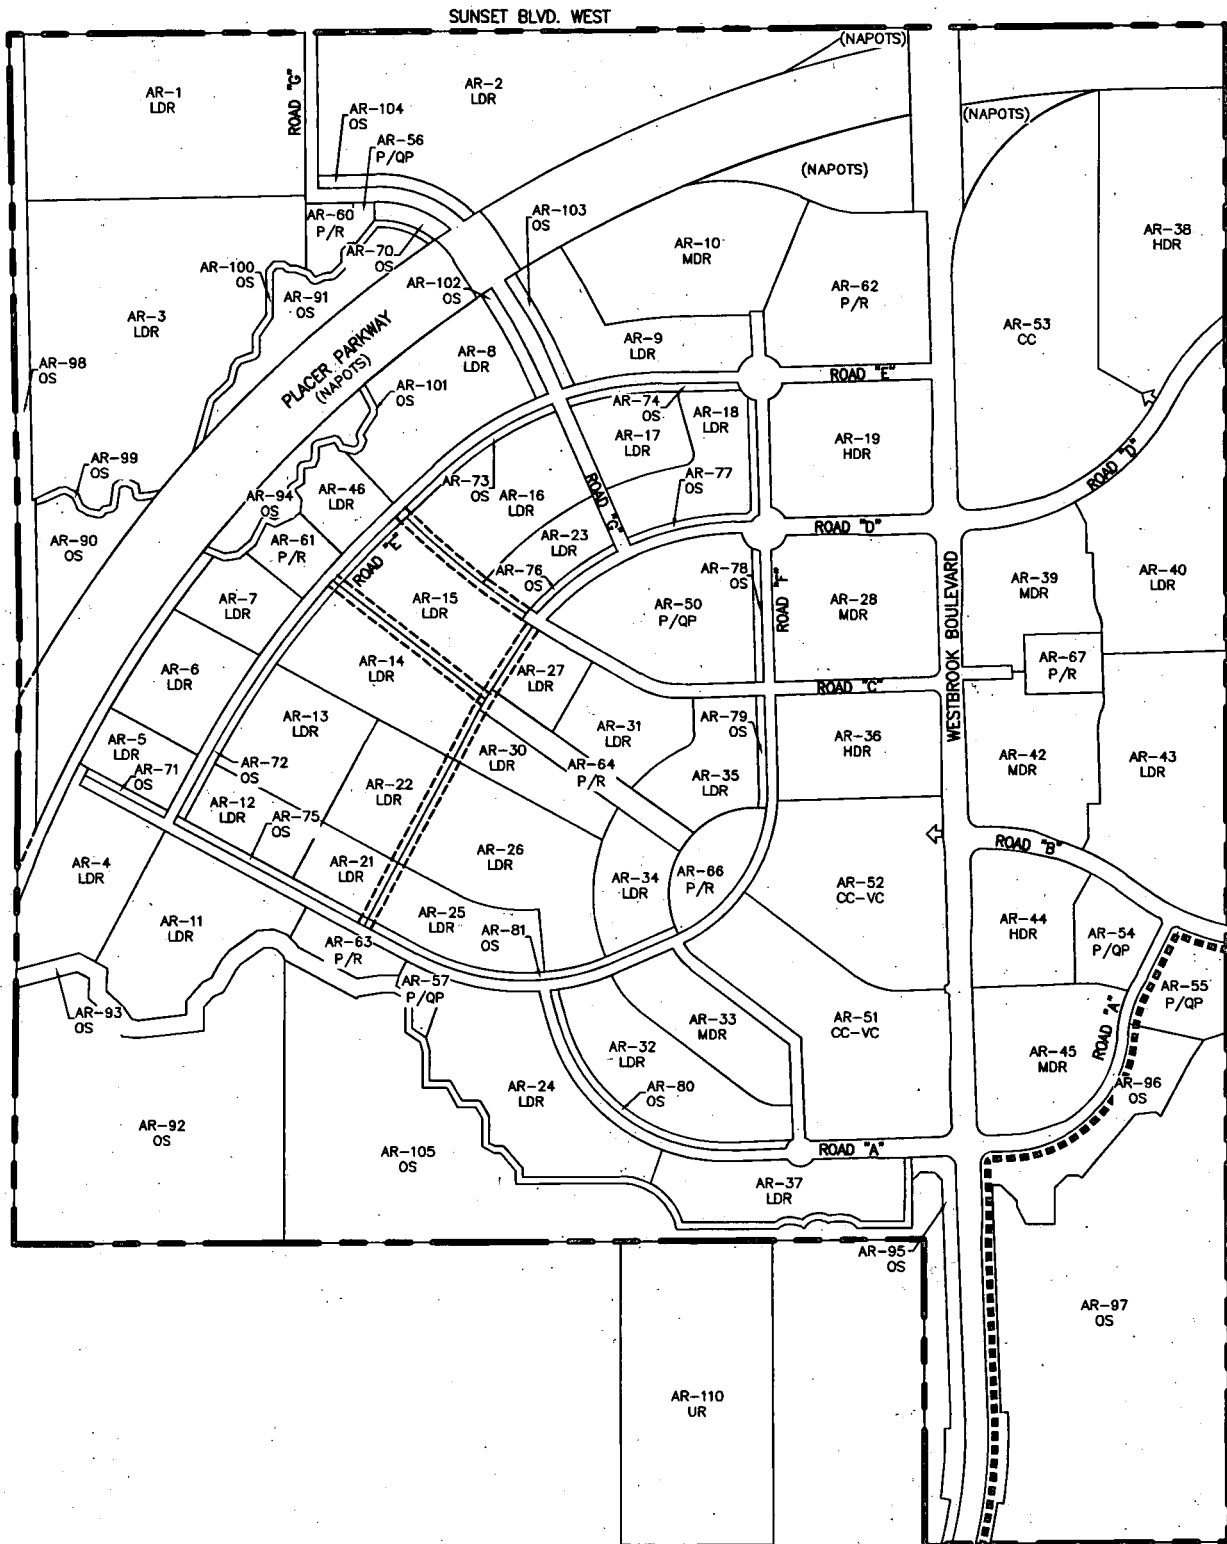 SUNSET BLVD. WEST
(NAPOTS)
AR-1
LDR
ROAD "G"
AR-2
LDR
AR-104
OS
AR-56
P/QP
(NAPOTS)
(NAPOTS)
AR-60
P/R
AR-103
OS
AR-38
HDR
AR-70
OS
AR-10
MDR
AR-100
OS
AR-91
OS
AR-102
OS
AR-62
P/R
AR-3
LDR
AR-53
CC
AR-98
OS
PLACER PARKWAY
(NAPOTS)
AR-8
LDR
AR-9
LDR
ROAD "E"
AR-101
OS
AR-74
OS
AR-18
LDR
AR-17
LDR
AR-19
HDR
AR-99
OS
AR-94
OS
AR-46
LDR
AR-73
OS
AR-16
LDR
ROAD "G"
AR-77
OS
ROAD "D"
AR-90
OS
AR-61
P/R
ROAD "E"
AR-23
LDR
ROAD "D"
AR-76
OS
AR-78
OS
ROAD "F"
AR-7
LDR
AR-15
LDR
AR-50
P/QP
AR-28
MDR
WESTBROOK BOULEVARD
AR-39
MDR
AR-40
LDR
AR-6
LDR
AR-14
LDR
AR-27
LDR
ROAD "C"
AR-67
P/R
AR-5
LDR
AR-71
OS
AR-72
OS
AR-13
LDR
AR-31
LDR
AR-79
OS
AR-36
HDR
AR-30
LDR
AR-64
P/R
AR-42
MDR
AR-43
LDR
AR-12
LDR
AR-75
OS
AR-22
LDR
AR-35
LDR
AR-4
LDR
AR-21
LDR
AR-26
LDR
AR-34
LDR
AR-66
P/R
AR-52
CC-VC
ROAD "B"
AR-11
LDR
AR-25
LDR
AR-81
OS
AR-44
HDR
AR-54
P/QP
AR-63
P/R
AR-57
P/QP
AR-55
P/QP
AR-93
OS
AR-33
MDR
AR-51
CC-VC
ROAD "A"
AR-32
LDR
AR-45
MDR
AR-24
LDR
AR-80
OS
AR-96
OS
AR-92
OS
AR-105
OS
ROAD "A"
AR-37
LDR
AR-95
OS
AR-97
OS
AR-110
UR